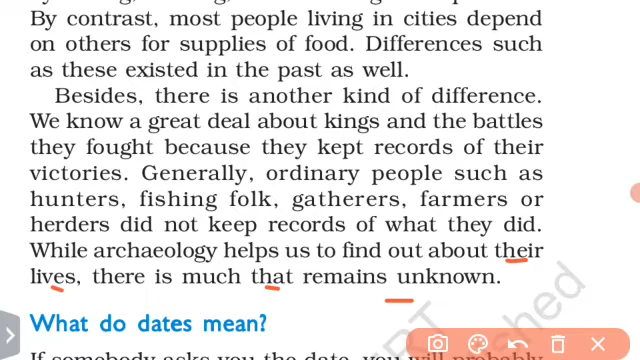 By contrast, most people living in cities depend
on others for supplies of food. Differences such
as these existed in the past as well.
Besides, there is another kind of difference.
We know a great deal about kings and the battles
they fought because they kept records of their
victories. Generally, ordinary people such as
hunters, fishing folk, gatherers, farmers or
herders did not keep records of what they did.
While archaeology helps us to find out about their
lives, there is much that remains unknown.
What do dates mean?
If somebody asks you the date, you will probably